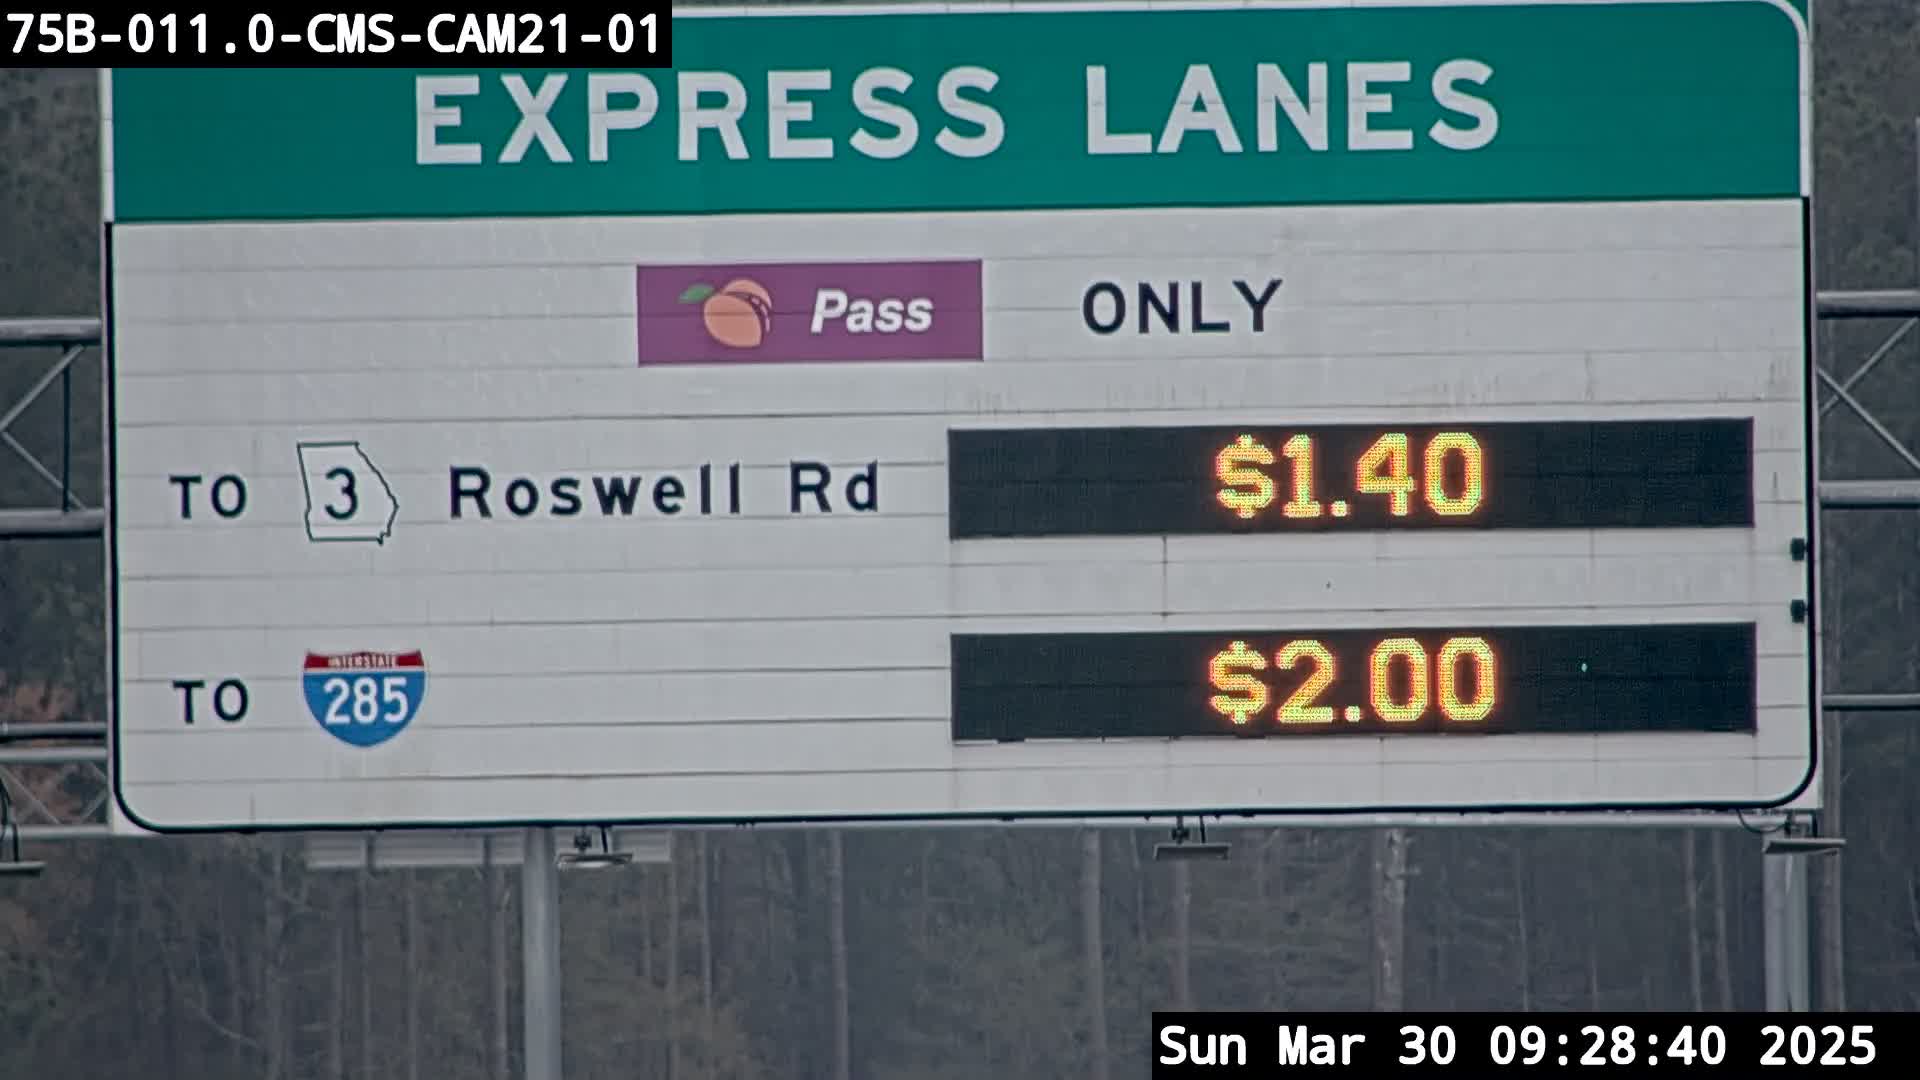 75B-011.0-CMS-CAM21-01
EXPRESS LANES
Pass ONLY
TO 3 Roswell Rd $1.40
TO INTERSTATE 285 $2.00
Sun Mar 30 09:28:40 2025